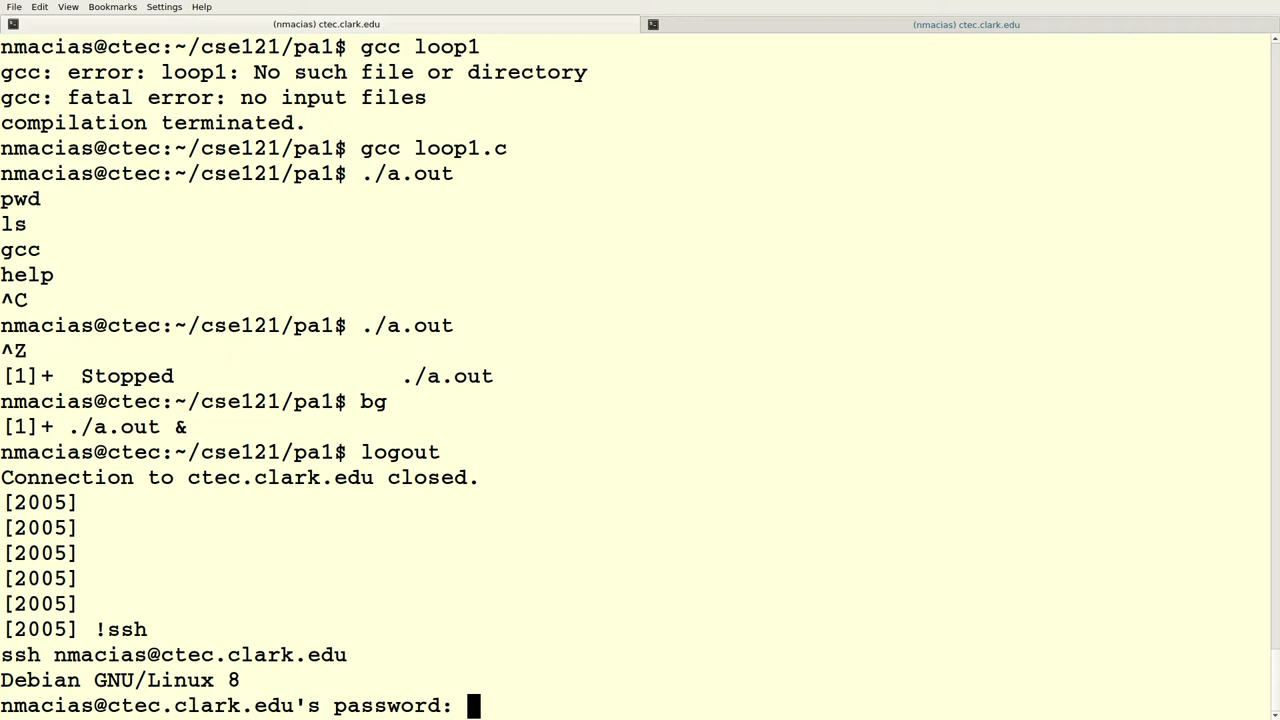 File Edit View Bookmarks Settings Help
(nmacias) ctec.clark.edu (nmacias) ctec.clark.edu
nmacias@ctec:~/cse121/pa1$ gcc loop1
gcc: error: loop1: No such file or directory
gcc: fatal error: no input files
compilation terminated.
nmacias@ctec:~/cse121/pa1$ gcc loop1.c
nmacias@ctec:~/cse121/pa1$ ./a.out
pwd
ls
gcc
help
^C
nmacias@ctec:~/cse121/pa1$ ./a.out
^Z
[1]+  Stopped                 ./a.out
nmacias@ctec:~/cse121/pa1$ bg
[1]+ ./a.out &
nmacias@ctec:~/cse121/pa1$ logout
Connection to ctec.clark.edu closed.
[2005]
[2005]
[2005]
[2005]
[2005]
[2005] !ssh
ssh nmacias@ctec.clark.edu
Debian GNU/Linux 8
nmacias@ctec.clark.edu's password: